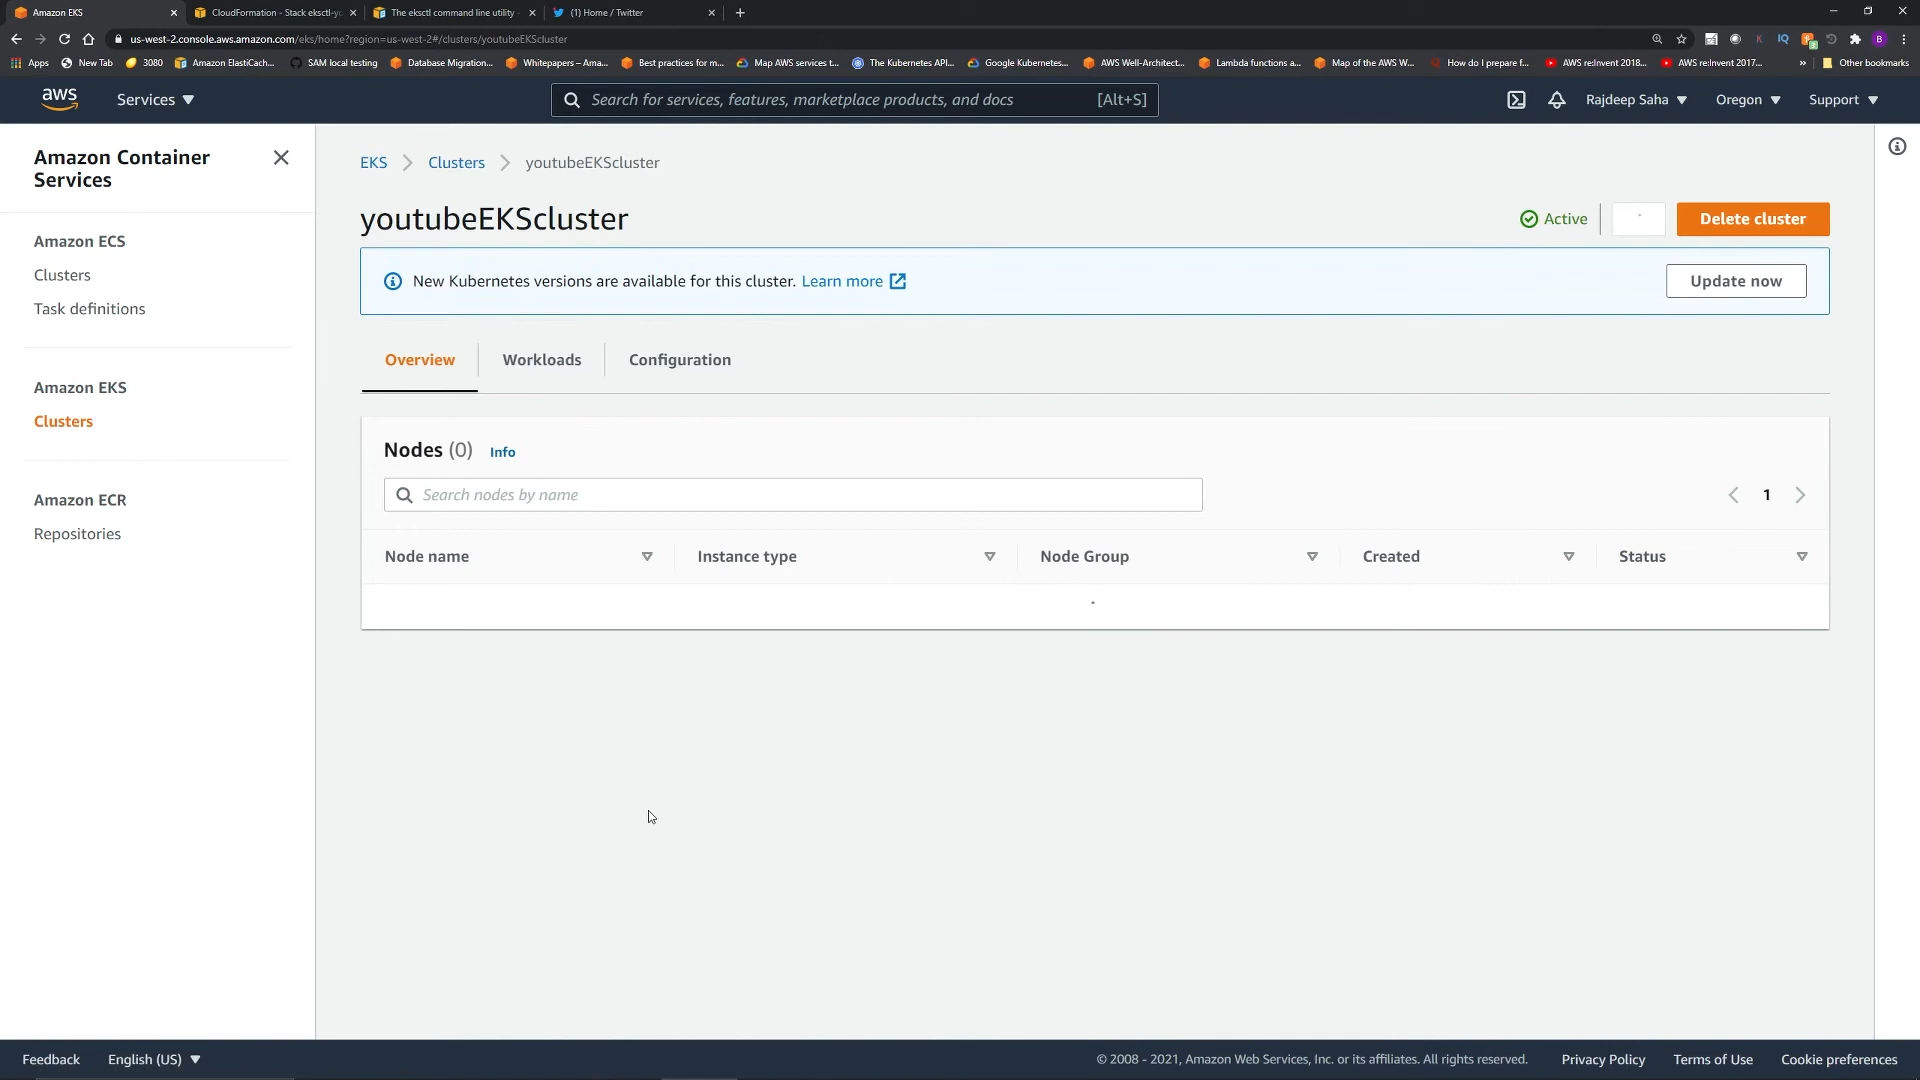 Amazon EKS
CloudFormation - Stack eksctl-yo
The eksctl command line utility -
(1) Home / Twitter
us-west-2.console.aws.amazon.com/eks/home?region=us-west-2#/clusters/youtubeEKScluster
Apps
New Tab
3080
Amazon ElastiCach...
SAM local testing
Database Migration...
Whitepapers – Ama...
Best practices for m...
Map AWS services t...
The Kubernetes API...
Google Kubernetes...
AWS Well-Architect...
Lambda functions a...
Map of the AWS W...
How do I prepare f...
AWS re:Invent 2018...
AWS re:Invent 2017...
»
Other bookmarks
aws
Services
Search for services, features, marketplace products, and docs
[Alt+S]
Rajdeep Saha
Oregon
Support
Amazon Container
Services
Amazon ECS
Clusters
Task definitions
Amazon EKS
Clusters
Amazon ECR
Repositories
EKS
Clusters
youtubeEKScluster
youtubeEKScluster
Active
Delete cluster
New Kubernetes versions are available for this cluster. Learn more
Update now
Overview
Workloads
Configuration
Nodes (0) Info
Search nodes by name
1
Node name
Instance type
Node Group
Created
Status
Feedback
English (US)
© 2008 - 2021, Amazon Web Services, Inc. or its affiliates. All rights reserved.
Privacy Policy
Terms of Use
Cookie preferences